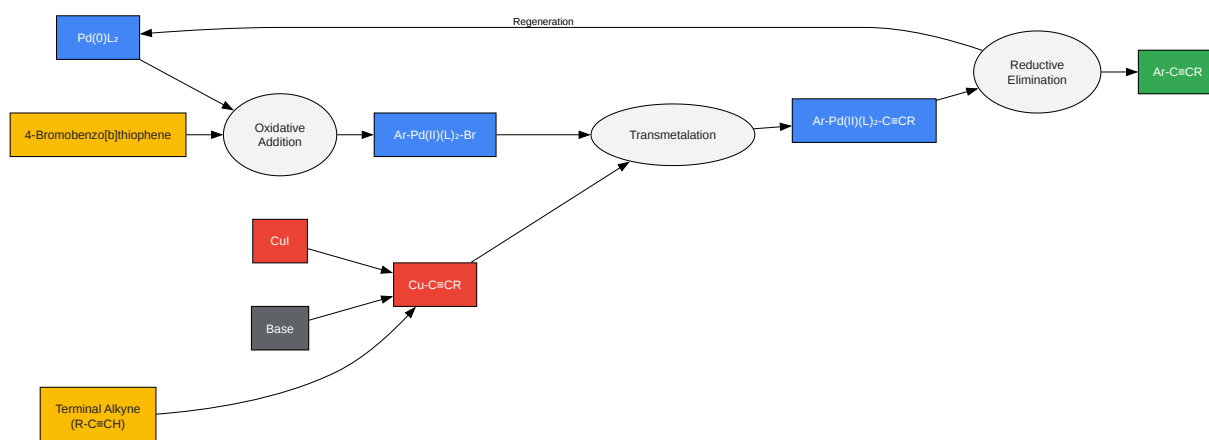 Regeneration
Pd(0)L₂
Reductive
Elimination
Ar-C≡CR
4-Bromobenzo[b]thiophene
Oxidative
Addition
Ar-Pd(II)(L)₂-Br
Transmetalation
Ar-Pd(II)(L)₂-C≡CR
CuI
Cu-C≡CR
Base
Terminal Alkyne
(R-C≡CH)